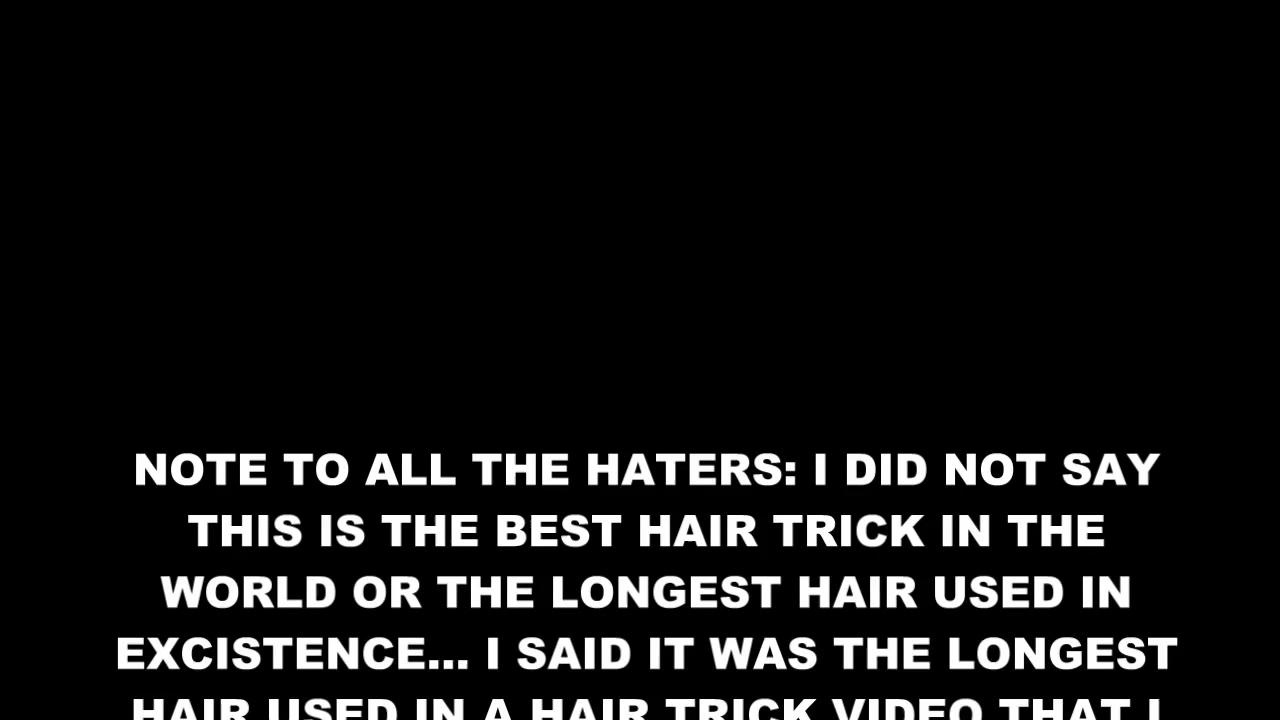 NOTE TO ALL THE HATERS: I DID NOT SAY
THIS IS THE BEST HAIR TRICK IN THE
WORLD OR THE LONGEST HAIR USED IN
EXCISTENCE... I SAID IT WAS THE LONGEST
HAIR USED IN A HAIR TRICK VIDEO THAT I